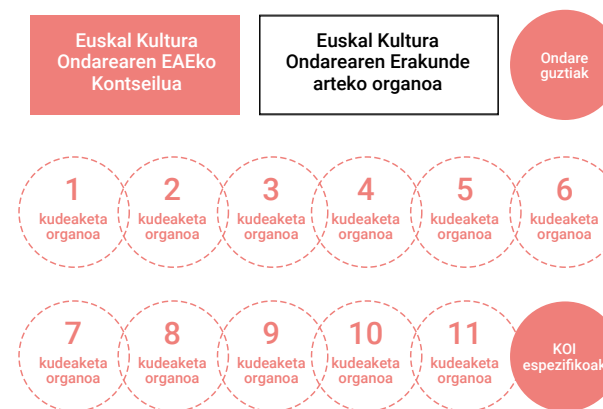 Euskal Kultura
Ondarearen EAEko
Kontseilua
Euskal Kultura
Ondarearen Erakunde
arteko organoa
Ondare
guztiak
1
kudeaketa
organoa
2
kudeaketa
organoa
3
kudeaketa
organoa
4
kudeaketa
organoa
5
kudeaketa
organoa
6
kudeaketa
organoa
7
kudeaketa
organoa
8
kudeaketa
organoa
9
kudeaketa
organoa
10
kudeaketa
organoa
11
kudeaketa
organoa
KOI
espezifikoak